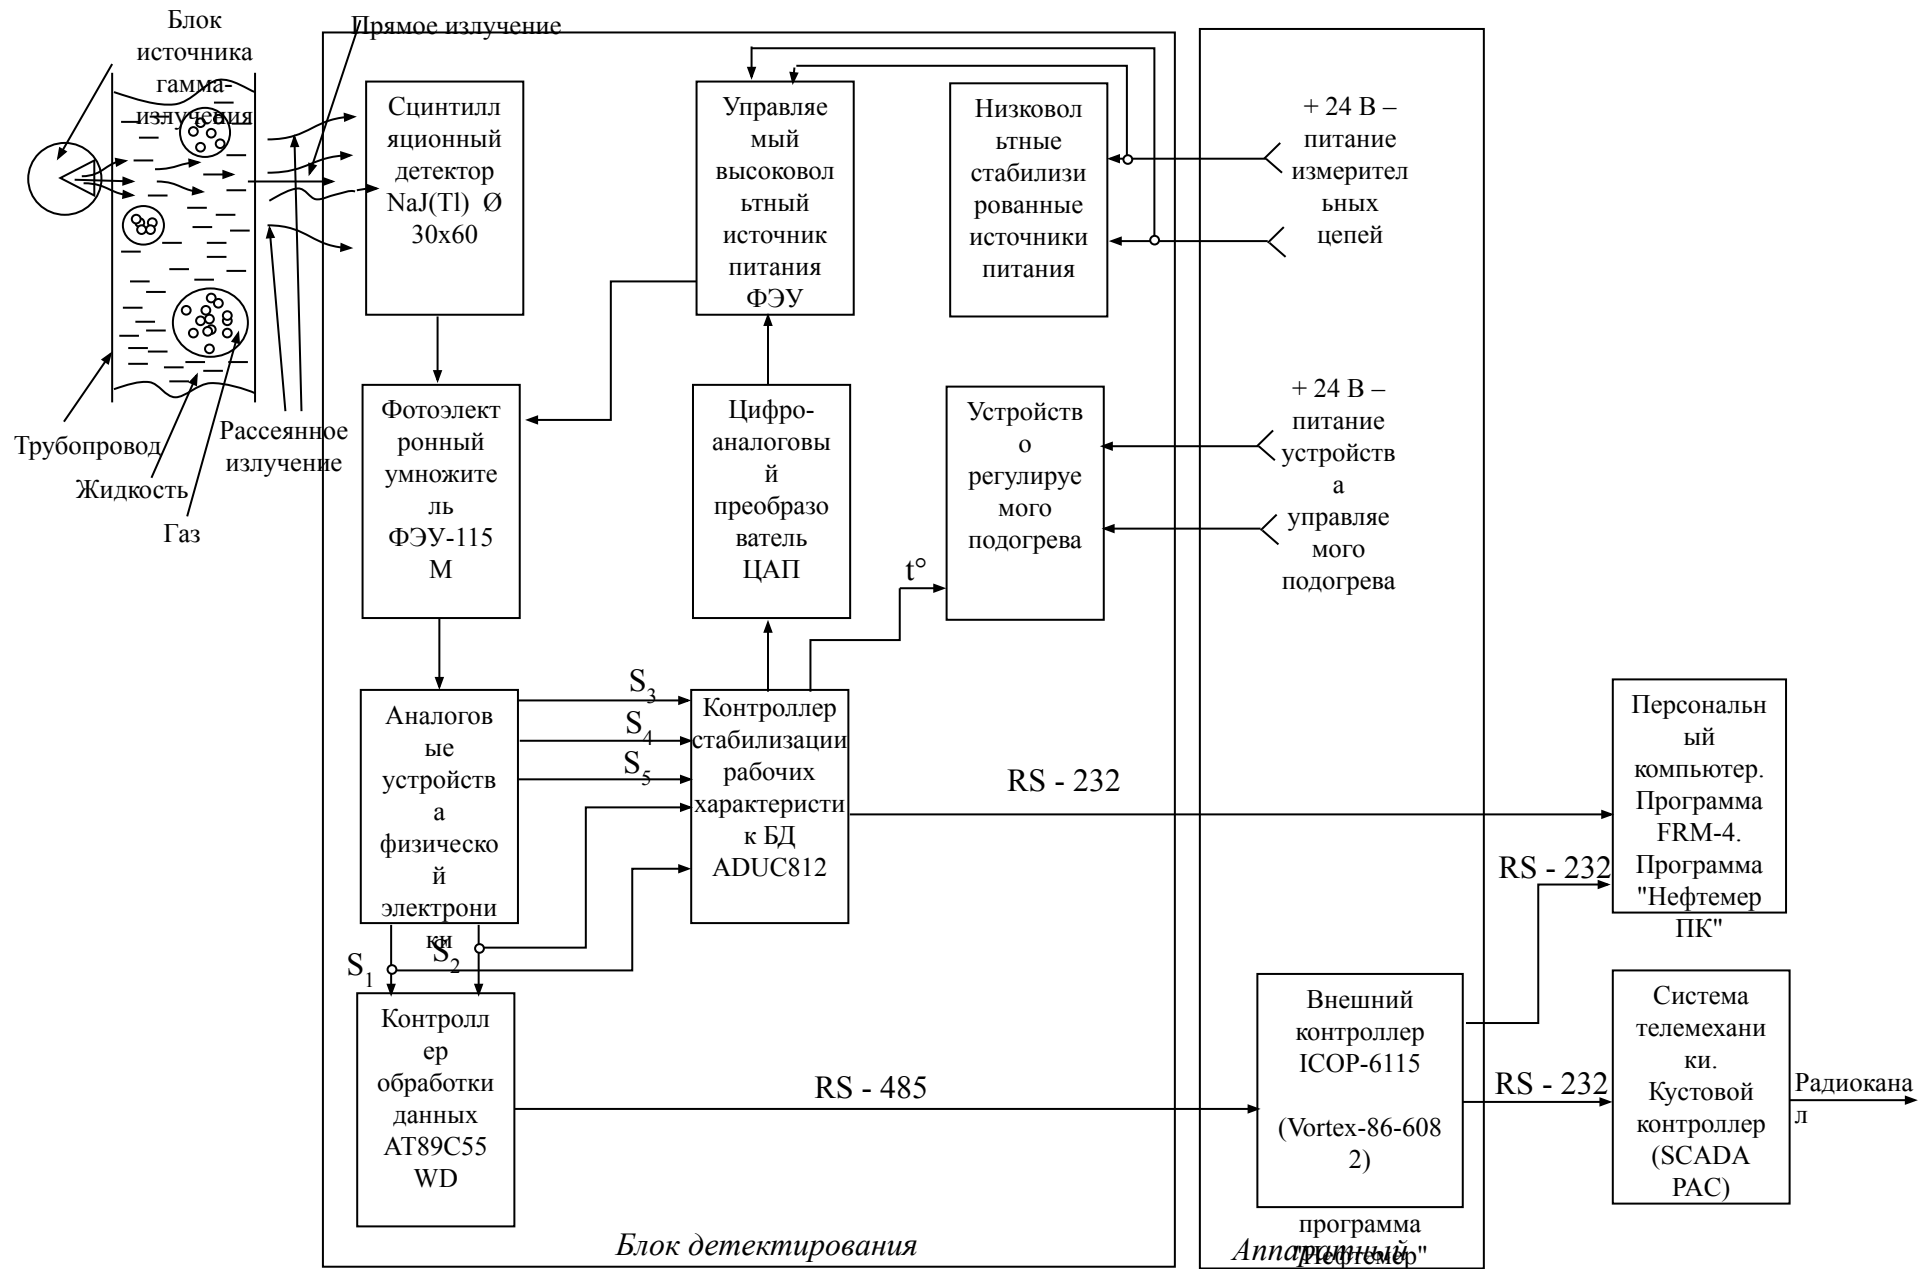 Блок
источника
гамма-
излучения
Прямое излучение
Трубопровод
Жидкость
Газ
Рассеянное
излучение
Сцинтилл
яционный
детектор
NaJ(Tl) Ø
30x60
Управляе
мый
высоковол
ьтный
источник
питания
ФЭУ
Низковол
ьтные
стабилизи
рованные
источники
питания
+ 24 В –
питание
измерител
ьных
цепей
Фотоэлект
ронный
умножите
ль
ФЭУ-115
М
Цифро-
аналоговы
й
преобразо
ватель
ЦАП
Устройств
о
регулируе
мого
подогрева
+ 24 В –
питание
устройств
а
управляе
мого
подогрева
t°
Аналогов
ые
устройств
а
физическо
й
электрони
ки
S3
S4
S5
S1
S2
Контроллер
стабилизации
рабочих
характеристи
к БД
ADUC812
RS - 232
Персональн
ый
компьютер.
Программа
FRM-4.
Программа
"Нефтемер
ПК"
RS - 232
Контролл
ер
обработки
данных
AT89C55
WD
RS - 485
Внешний
контроллер
ICOP-6115
(Vortex-86-608
2)
программа
"Нефтемер"
RS - 232
Система
телемехани
ки.
Кустовой
контроллер
(SCADA
PAC)
Радиокана
л
Блок детектирования
Аппаратный